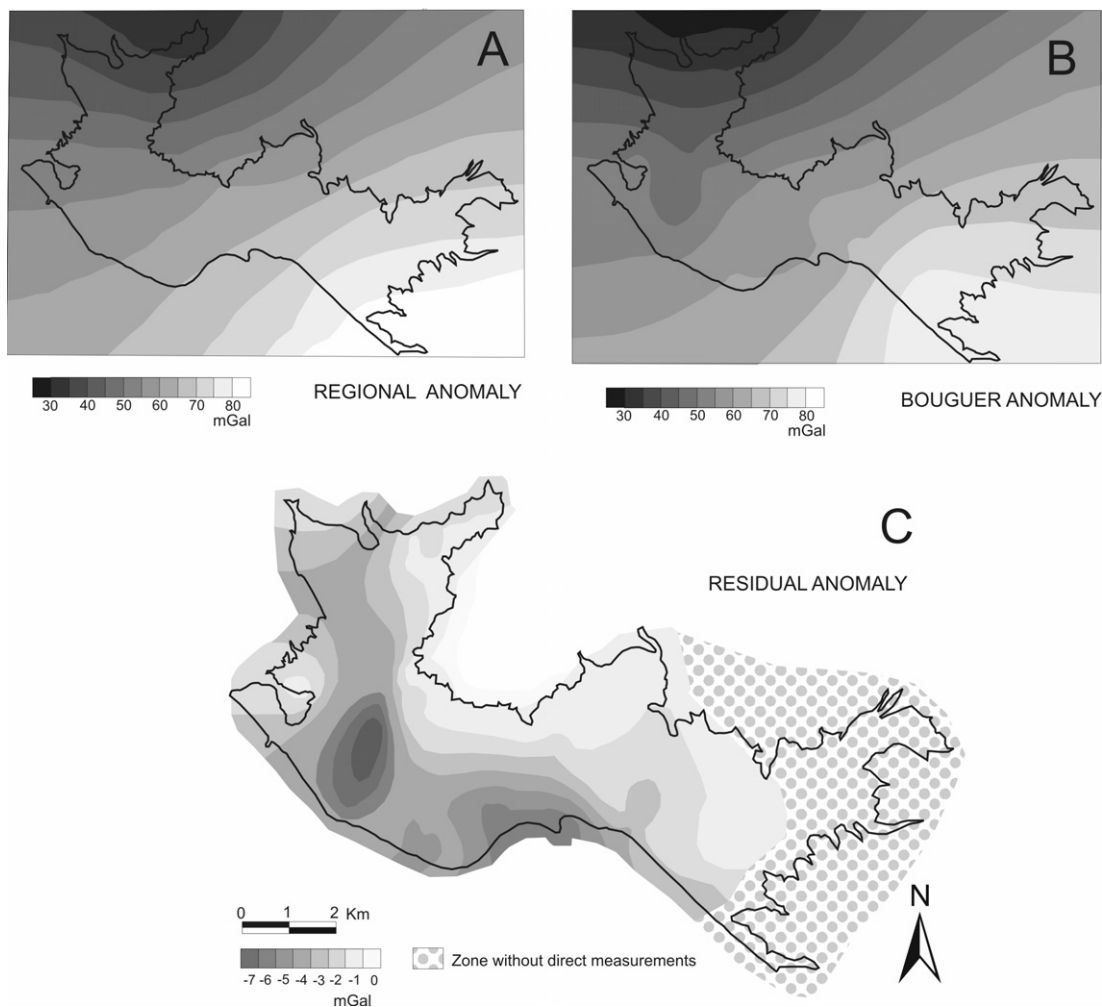 A
B
30 40 50 60 70 80
mGal
REGIONAL ANOMALY
30 40 50 60 70 80
mGal
BOUGUER ANOMALY
C
RESIDUAL ANOMALY
0 1 2 Km
-7 -6 -5 -4 -3 -2 -1 0
mGal
Zone without direct measurements
N